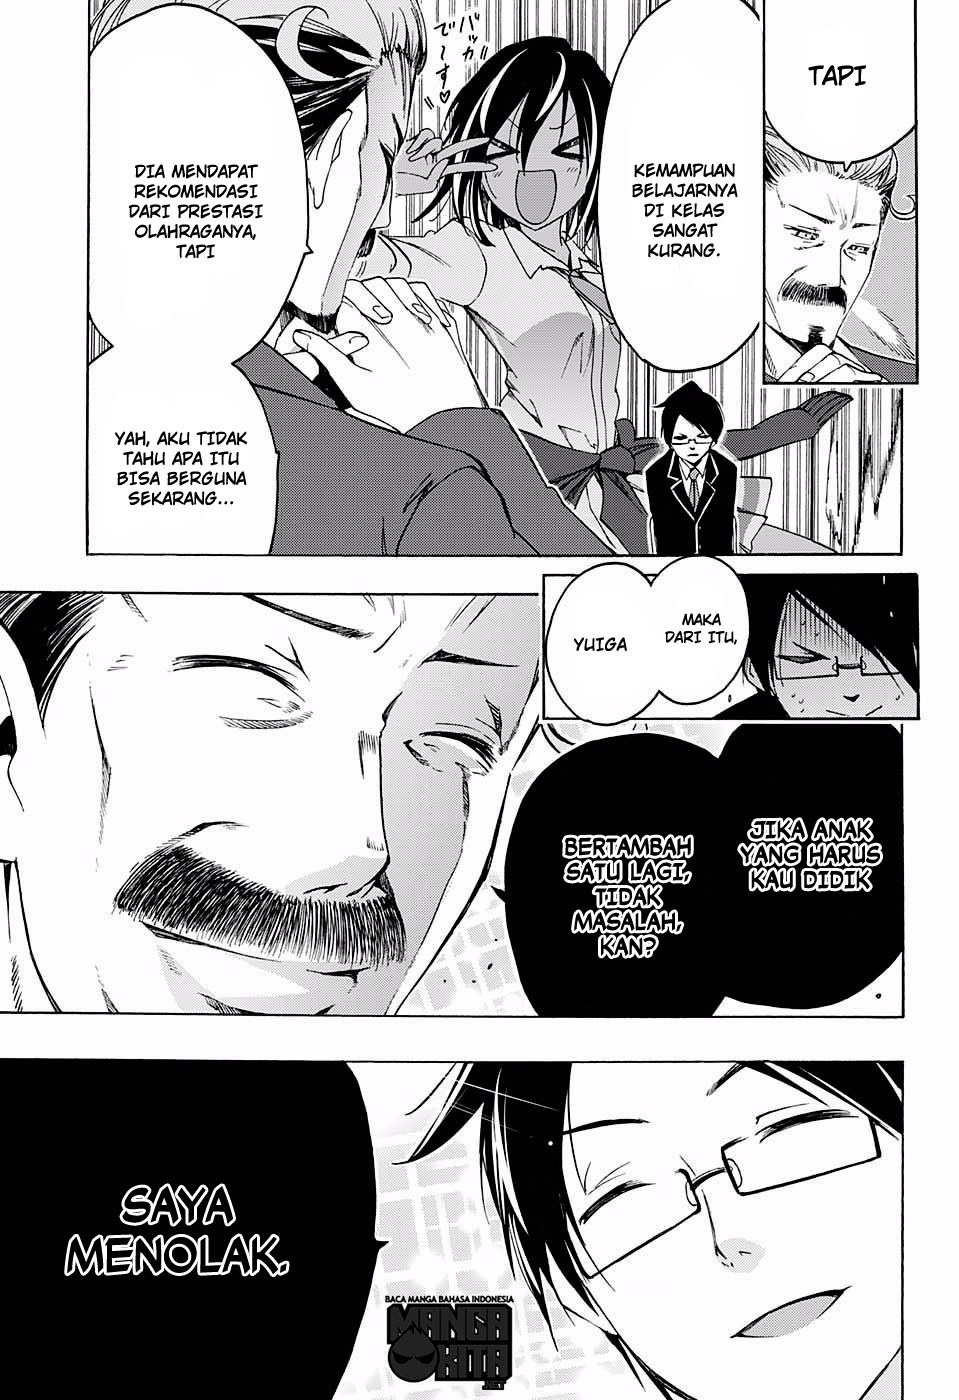 TAPI
KEMAMPUAN
BELAJARNYA
DI KELAS
SANGAT
KURANG.
バッカ
で〜す♡
DIA MENDAPAT
REKOMENDASI
DARI PRESTASI
OLAHRAGANYA,
TAPI
YAH, AKU TIDAK
TAHU APA ITU
BISA BERGUNA
SEKARANG...
MAKA
DARI ITU,
YUIGA
JIKA ANAK
YANG HARUS
KAU DIDIK
BERTAMBAH
SATU LAGI,
TIDAK
MASALAH,
KAN?
SAYA
MENOLAK.
BACA MANGA BAHASA INDONESIA
MANGA
KITA
.NET